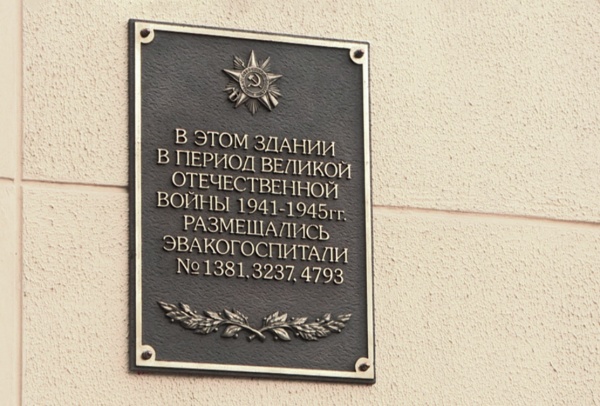 В ЭТОМ ЗДАНИИ
В ПЕРИОД ВЕЛИКОЙ
ОТЕЧЕСТВЕННОЙ
ВОЙНЫ 1941-1945гг.
РАЗМЕЩАЛИСЬ
ЭВАКОГОСПИТАЛИ
№1381, 3237, 4793